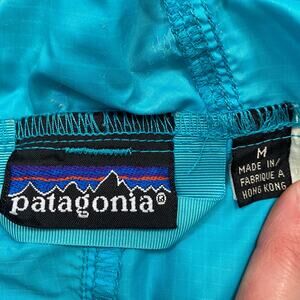 patagonia®
M
MADE IN/
FABRIQUE A
HONG KONG